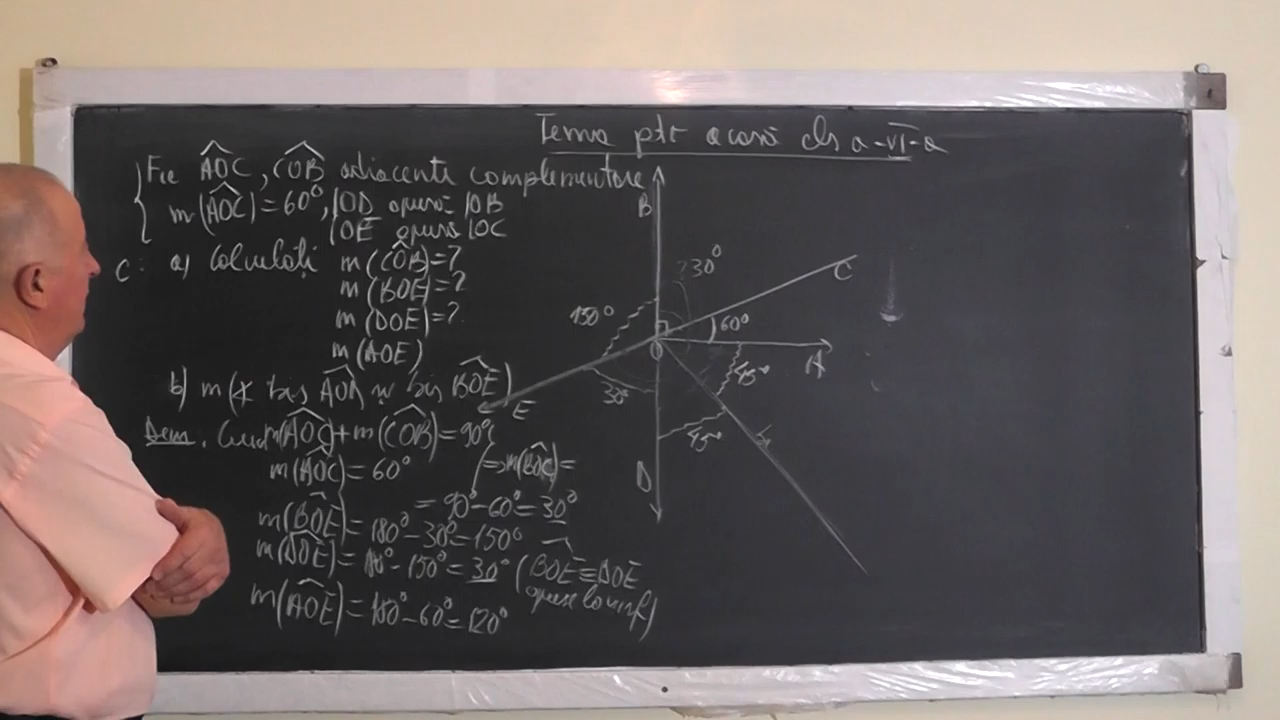 Tema ptr acasă cls a-VI-a
Fie AOC, COB adiacente complementare
m(AOC)=60°, [OD opusă [OB
[OE opusă [OC
C: a) Calculați m(COB)=?
m(BOE)=?
m(DOE)=?
m(AOE)
b) m(∢ bis AOD și bis BOE)
Dem. Cum m(AOC)+m(COB)=90°
m(AOC)=60° ⇒m(BOC)=
=90°-60°=30°
m(BOE)=180°-30°=150°
m(DOE)=180°-150°=30° (BOE≡DOE
opuse la vârf)
m(AOE)=180°-60°=120°
B
?30°
C
150°
60°
O
A
45°
30°
E
45°
D